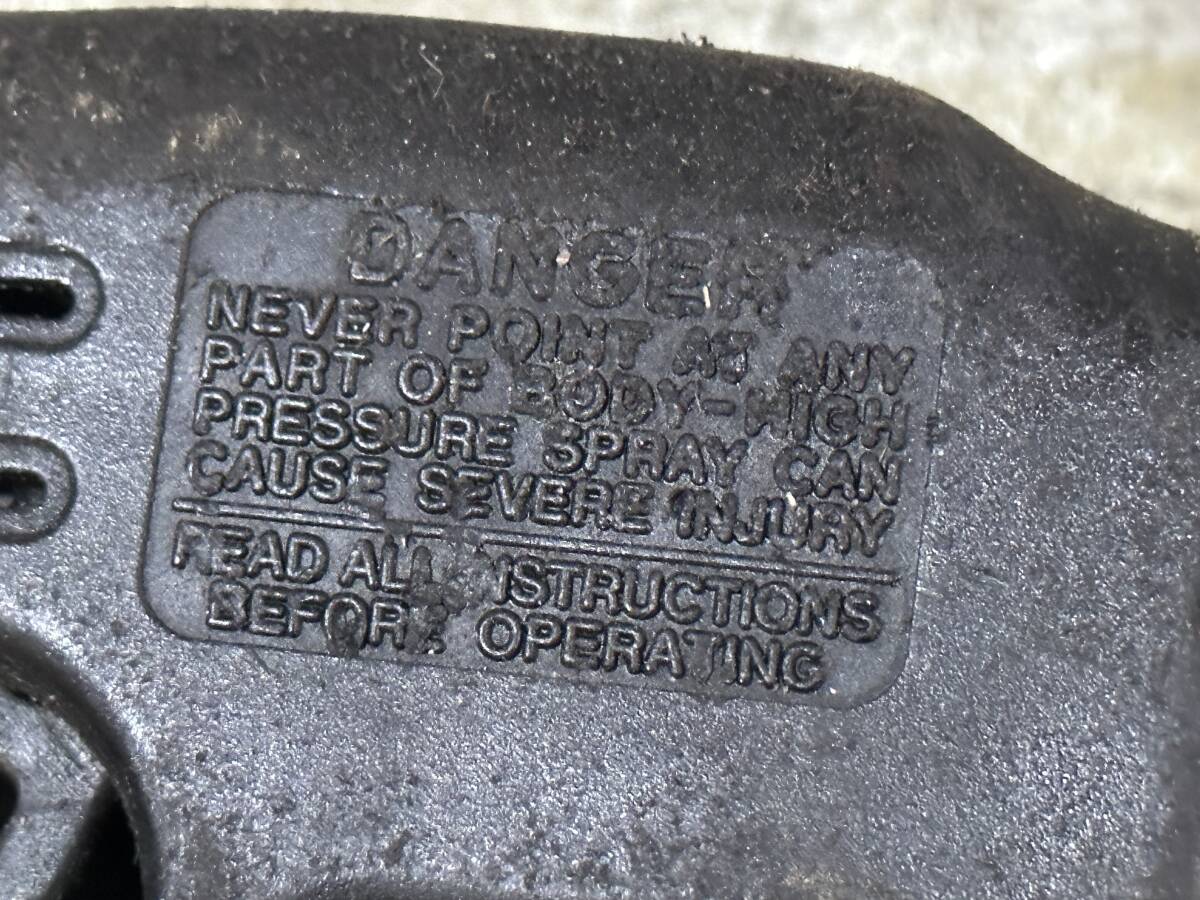 DANGER
NEVER POINT AT ANY
PART OF BODY-HIGH
PRESSURE SPRAY CAN
CAUSE SEVERE INJURY
READ ALL INSTRUCTIONS
BEFORE OPERATING